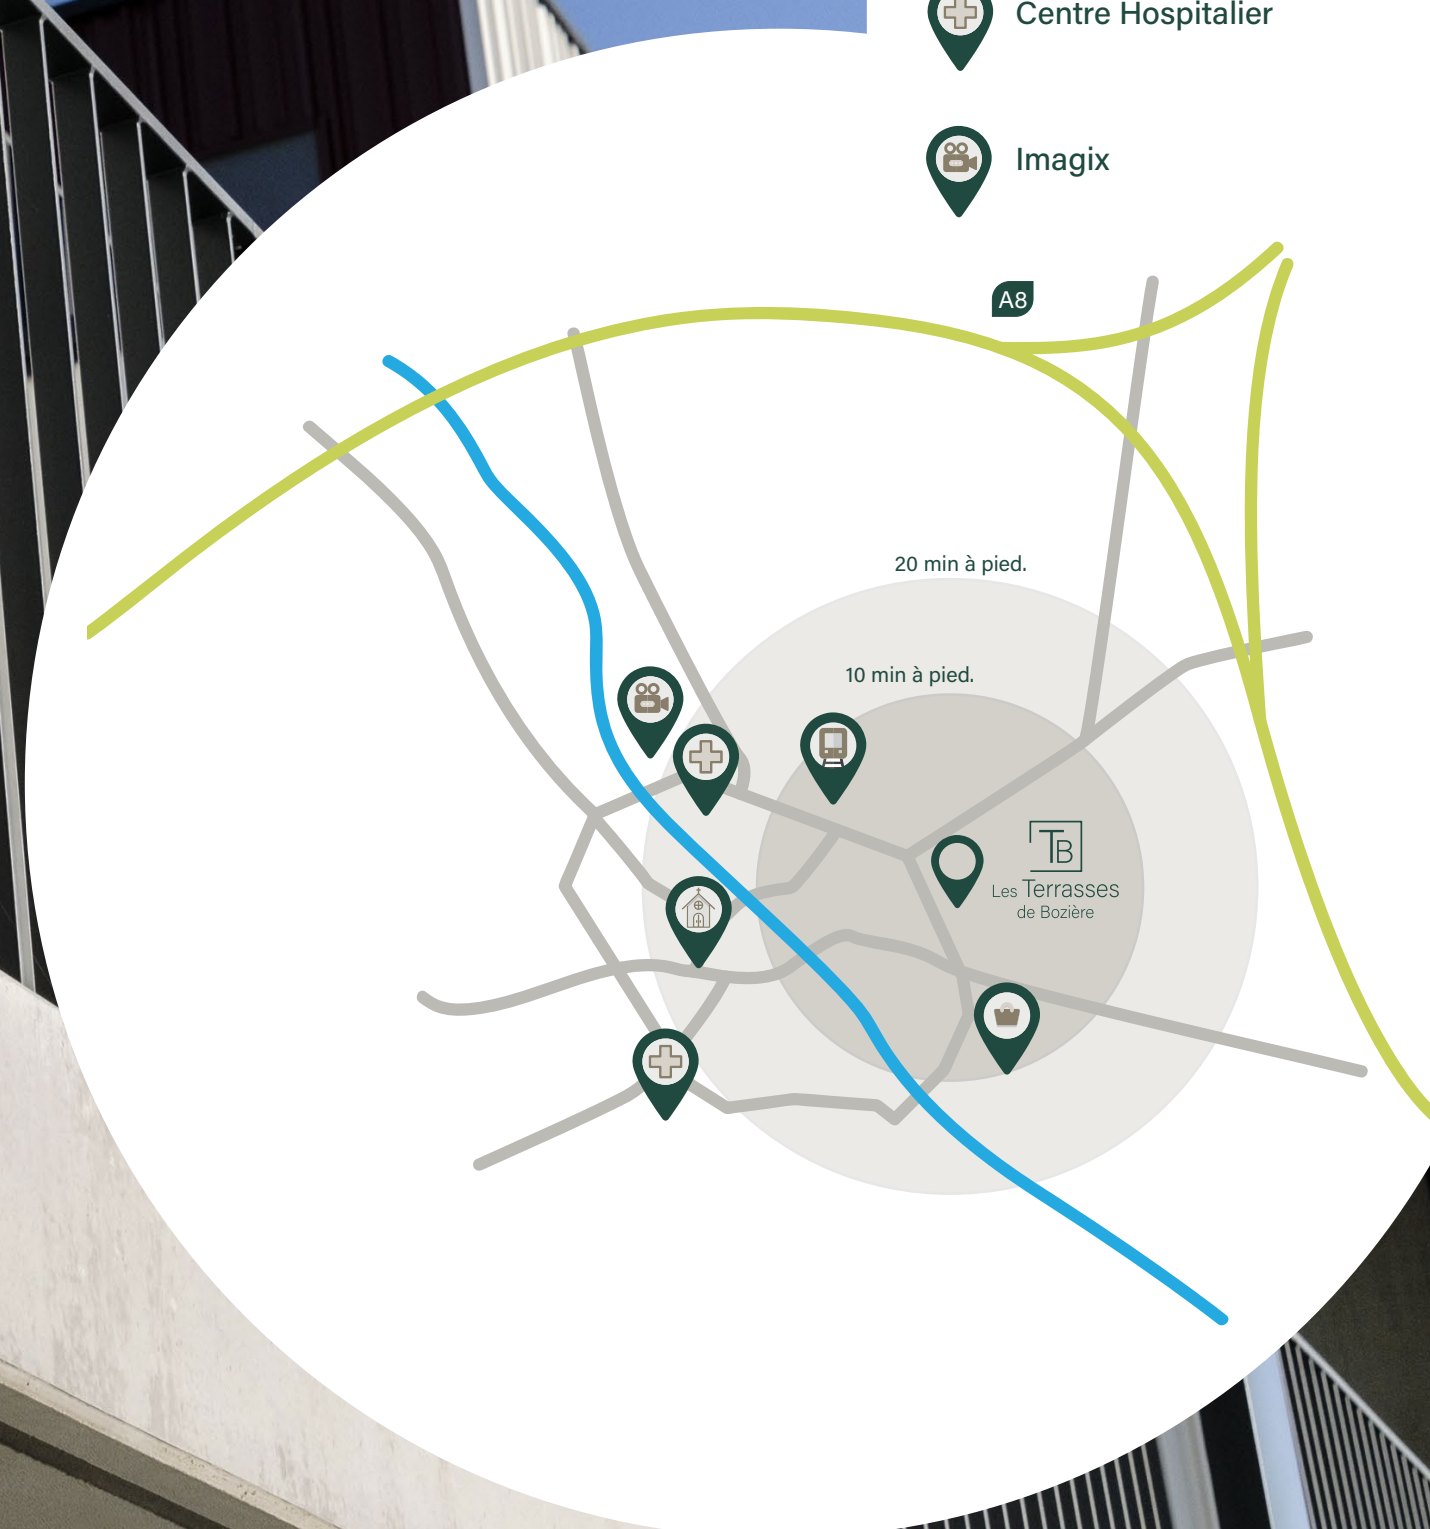 Centre Hospitalier
Imagix
A8
20 min à pied.
10 min à pied.
TB
Les Terrasses
de Bozière